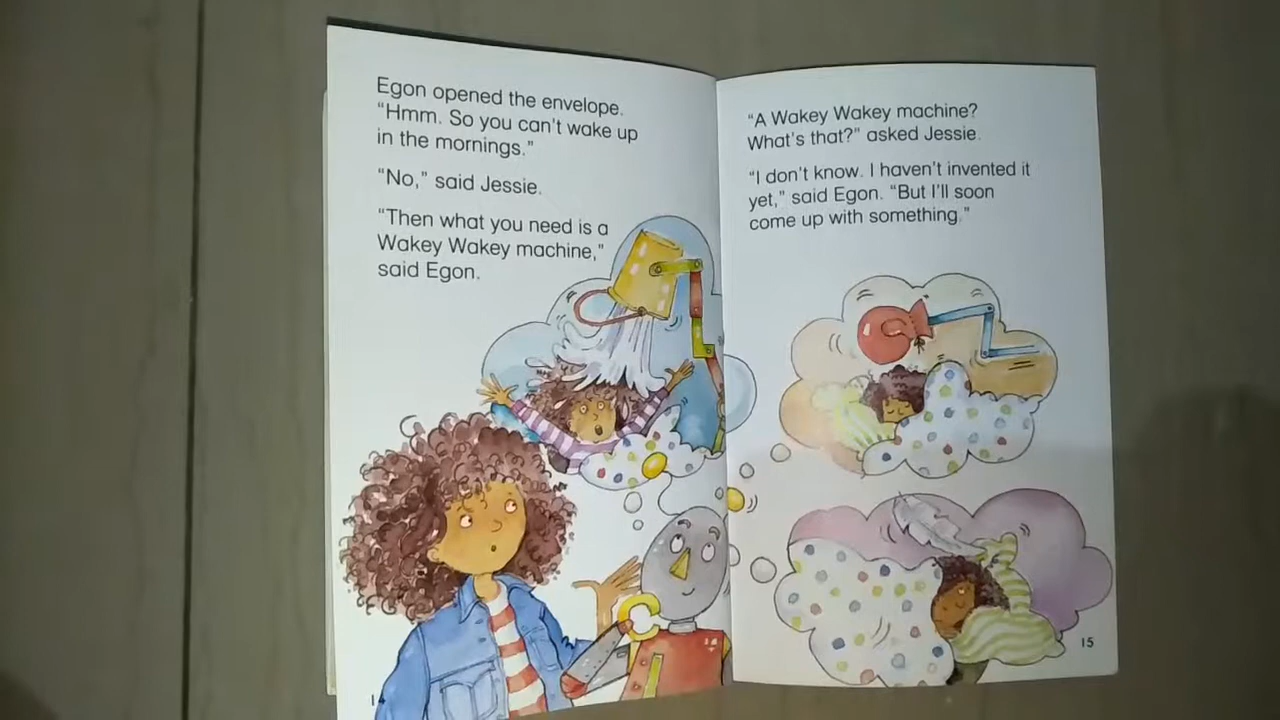 Egon opened the envelope.
“Hmm. So you can't wake up
in the mornings.”
“No,” said Jessie.
“Then what you need is a
Wakey Wakey machine,”
said Egon.
“A Wakey Wakey machine?
What's that?” asked Jessie.
“I don't know. I haven't invented it
yet,” said Egon. “But I'll soon
come up with something.”
15